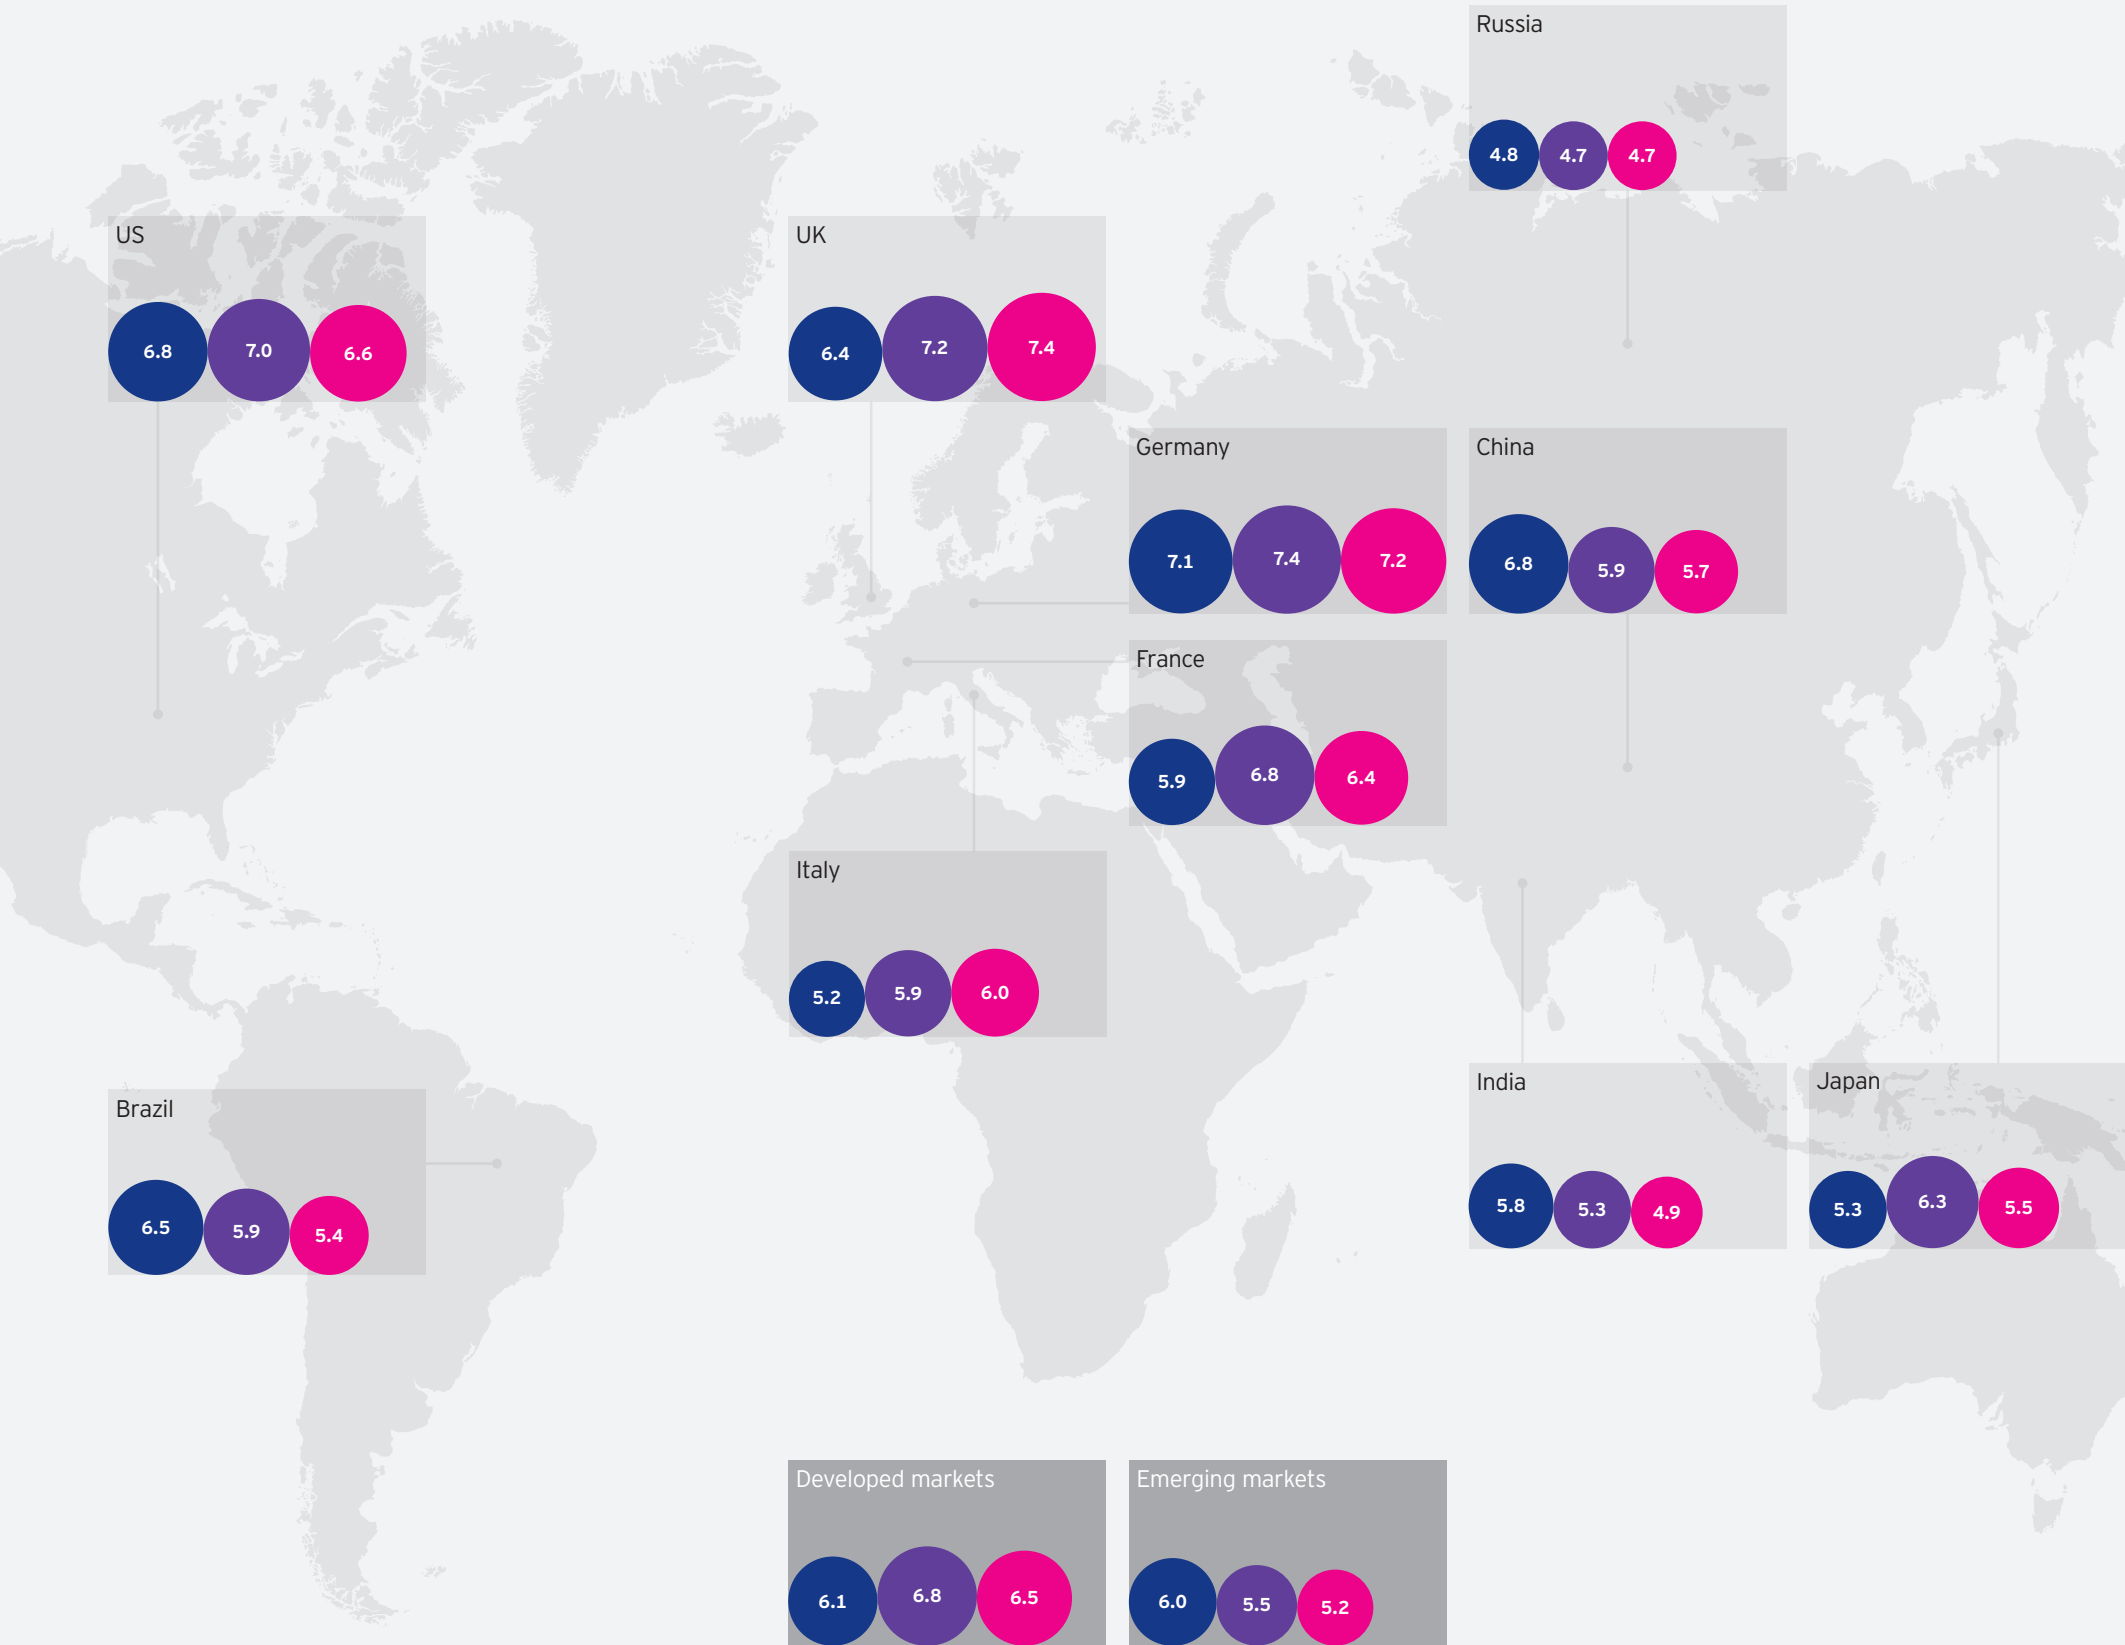 Russia
4.8 4.7 4.7
US
6.8 7.0 6.6
UK
6.4 7.2 7.4
Germany
7.1 7.4 7.2
China
6.8 5.9 5.7
France
5.9 6.8 6.4
Italy
5.2 5.9 6.0
Brazil
6.5 5.9 5.4
India
5.8 5.3 4.9
Japan
5.3 6.3 5.5
Developed markets
6.1 6.8 6.5
Emerging markets
6.0 5.5 5.2